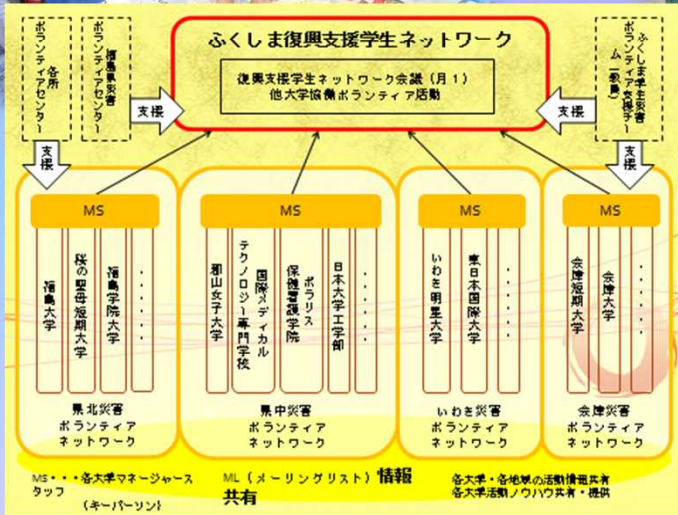 ふくしま復興支援学生ネットワーク
復興支援学生ネットワーク会議（月１）
他大学協働ボランティア活動
各所
ボランティアセンター
福島県災害
ボランティアセンター
支援
支援
ふくしま学生災害
ボランティア支援チー
ム（教員）
支援
支援
MS
福島大学
桜の聖母短期大学
福島学院大学
・・・・・・
県北災害
ボランティア
ネットワーク
MS
郡山女子大学
国際メディカル
テクノロジー専門学校
ポラリス
保健看護学院
日本大学工学部
・・・・・・
県中災害
ボランティア
ネットワーク
MS
いわき明星大学
東日本国際大学
・・・・・・
いわき災害
ボランティア
ネットワーク
MS
会津短期大学
会津大学
・・・・・・
会津災害
ボランティア
ネットワーク
MS・・・各大学マネージャース
タッフ
（キーパーソン）
ML（メーリングリスト）情報
共有
各大学・各地域の活動情報共有
各大学活動ノウハウ共有・提供